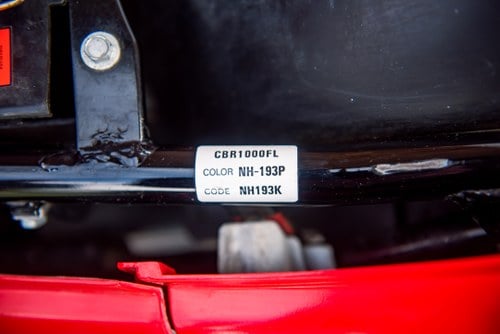 CBR1000FL
COLOR NH-193P
CODE NH193K